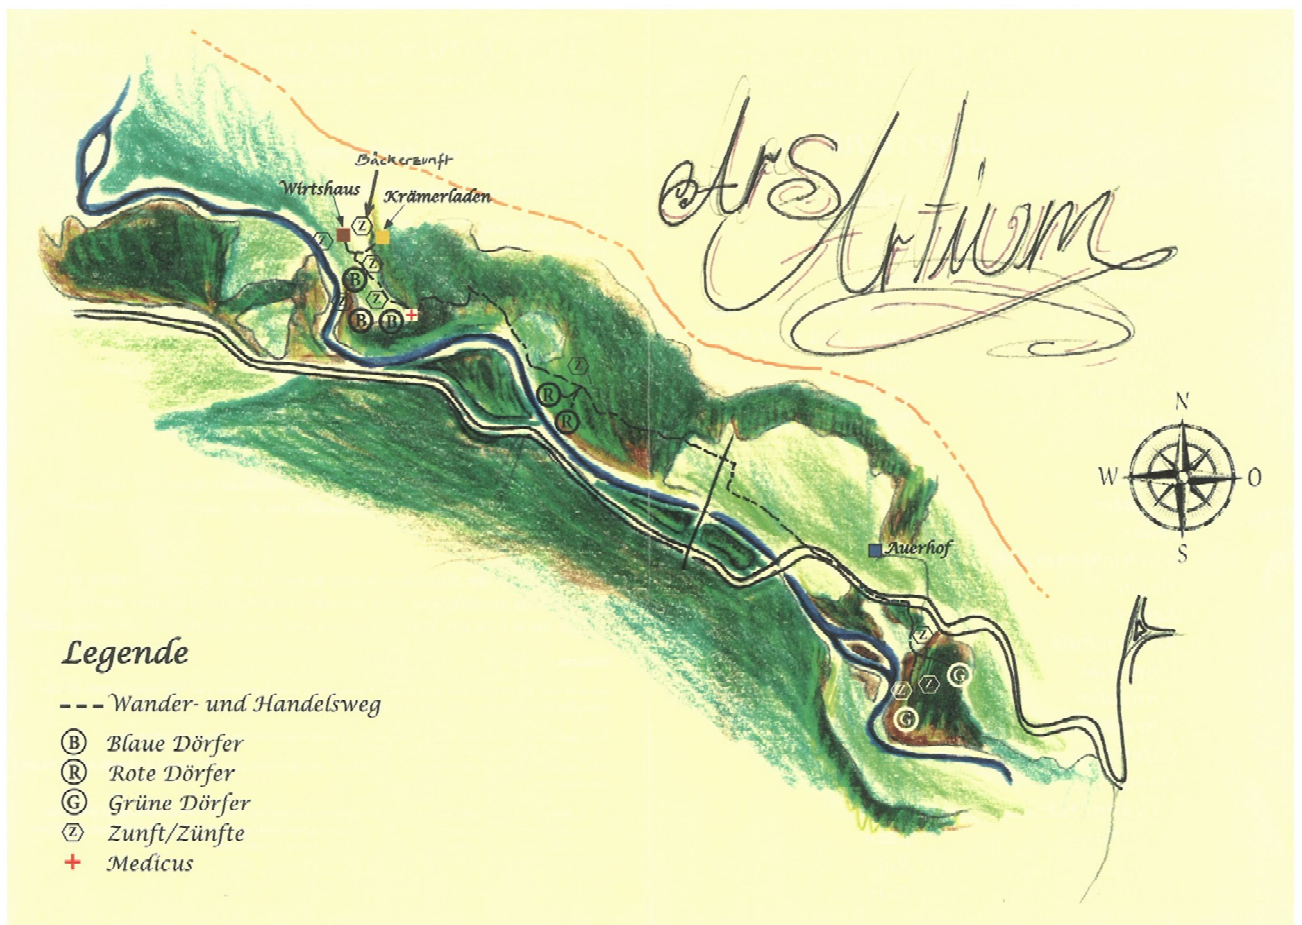 Ars Artium
Bäckerzunft
Wirtshaus
Krämerladen
Z
Z
Z
B
Z
Z
B
B
Z
R
R
N
W
O
S
Auerhof
Z
G
Z
Z
G
Legende
Wander- und Handelsweg
B Blaue Dörfer
R Rote Dörfer
G Grüne Dörfer
Z Zunft/Zünfte
Medicus